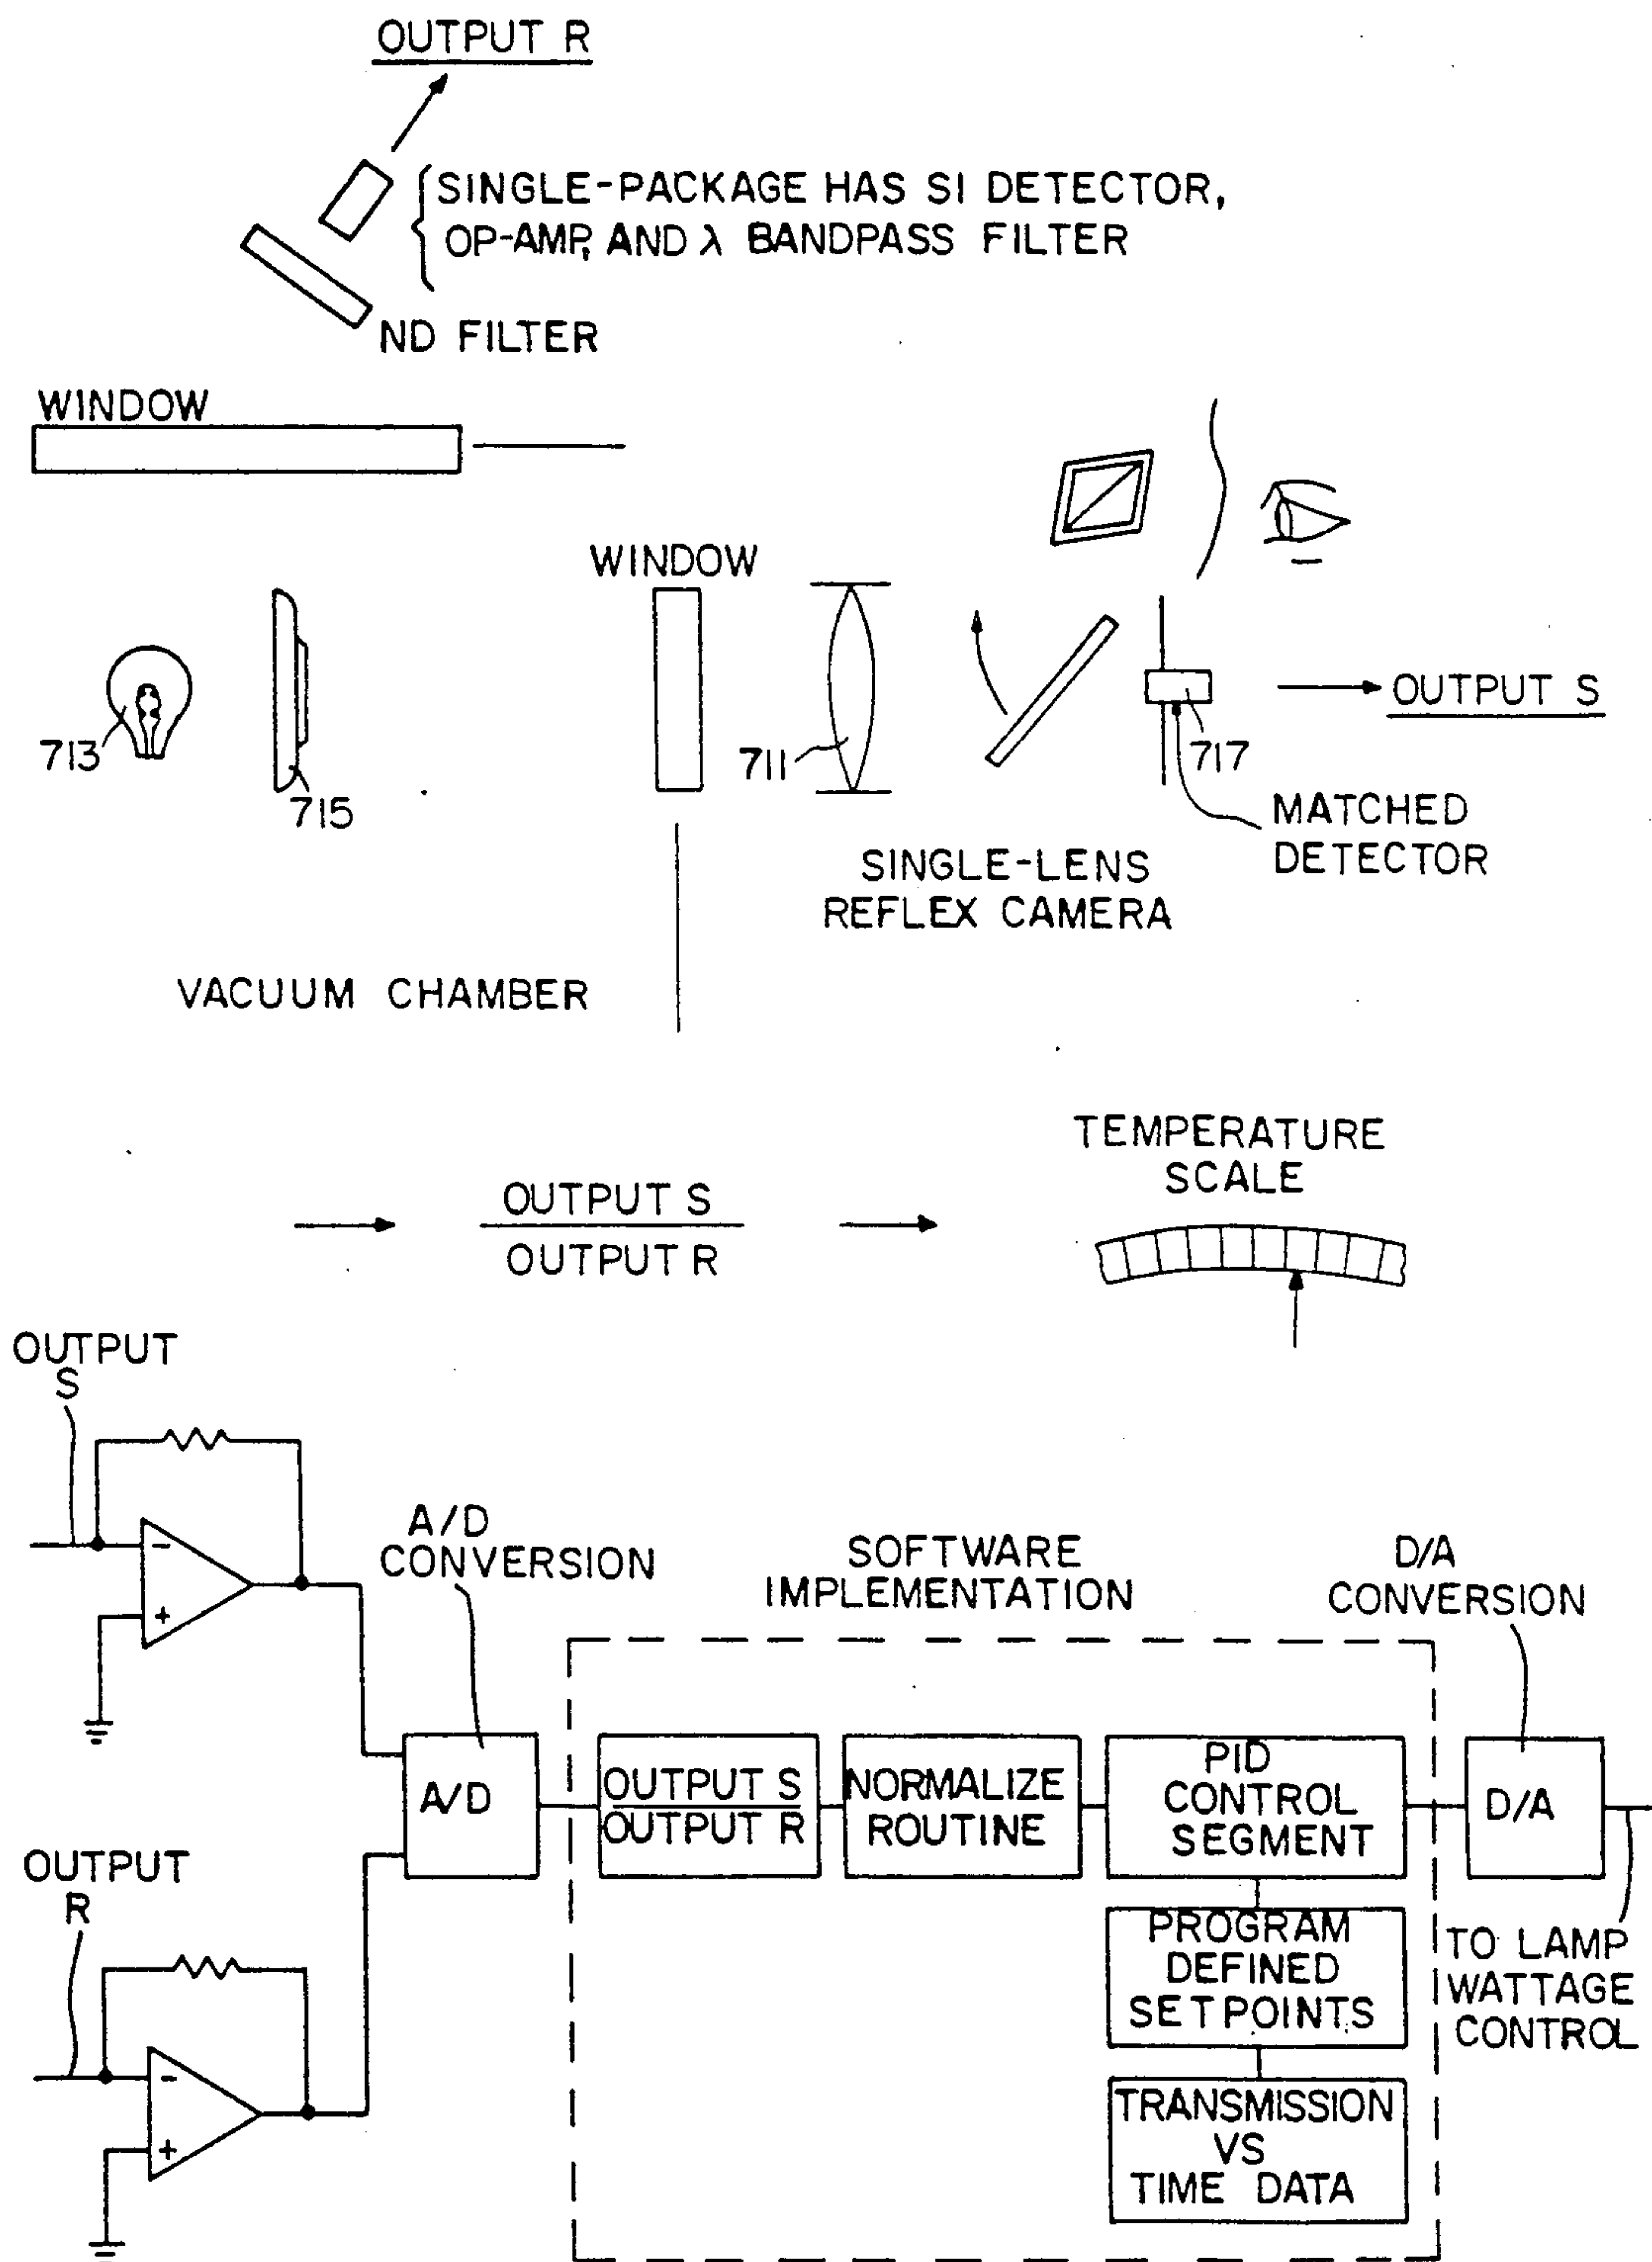 OUTPUT R
SINGLE-PACKAGE HAS SI DETECTOR,
OP-AMP, AND λ BANDPASS FILTER
ND FILTER
WINDOW
WINDOW
713
715
711
717
OUTPUT S
MATCHED
DETECTOR
SINGLE-LENS
REFLEX CAMERA
VACUUM CHAMBER
TEMPERATURE
SCALE
OUTPUT S
OUTPUT R
OUTPUT
S
A/D
CONVERSION
SOFTWARE
IMPLEMENTATION
D/A
CONVERSION
-
+
A/D
OUTPUT S
OUTPUT R
NORMALIZE
ROUTINE
PID
CONTROL
SEGMENT
D/A
OUTPUT
R
PROGRAM
DEFINED
SETPOINTS
TO LAMP
WATTAGE
CONTROL
-
+
TRANSMISSION
VS
TIME DATA